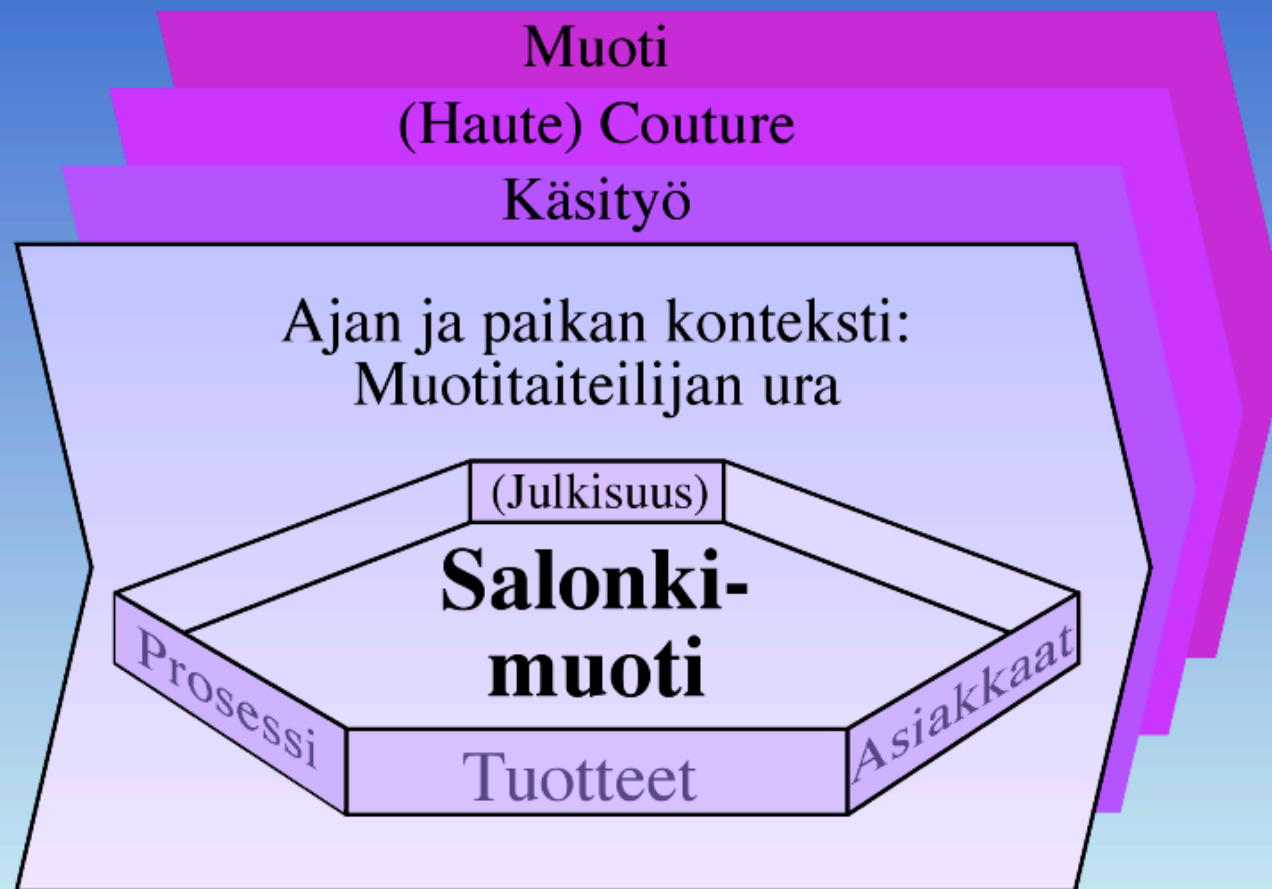 Muoti
(Haute) Couture
Käsityö
Ajan ja paikan konteksti:
Muotitaiteilijan ura
(Julkisuus)
Salonki-
muoti
Prosessi
Tuotteet
Asiakkaat